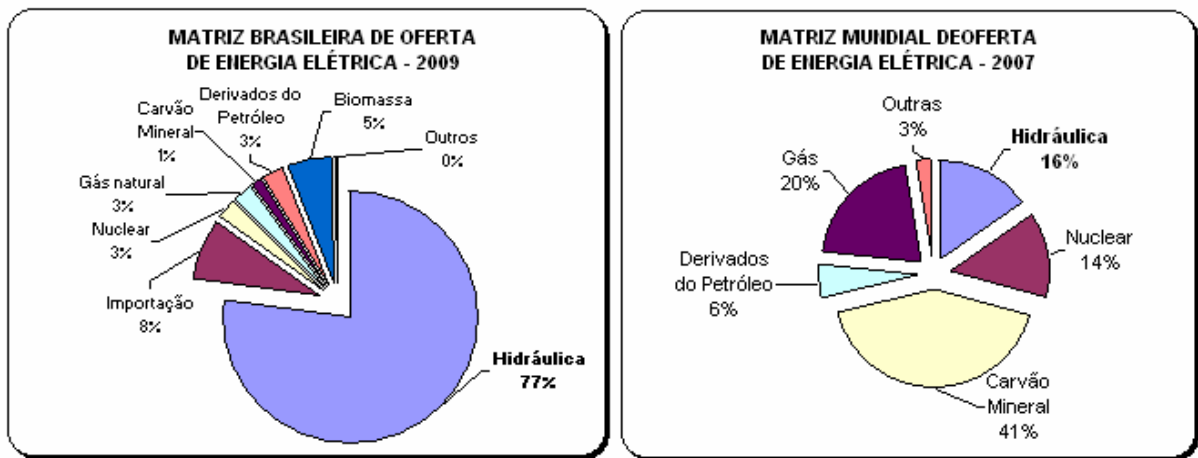 MATRIZ BRASILEIRA DE OFERTA
DE ENERGIA ELÉTRICA - 2009
Derivados do
Petróleo
3%
Biomassa
5%
Carvão
Mineral
1%
Outros
0%
Gás natural
3%
Nuclear
3%
Importação
8%
Hidráulica
77%
MATRIZ MUNDIAL DEOFERTA
DE ENERGIA ELÉTRICA - 2007
Outras
3%
Hidráulica
16%
Gás
20%
Nuclear
14%
Derivados
do Petróleo
6%
Carvão
Mineral
41%